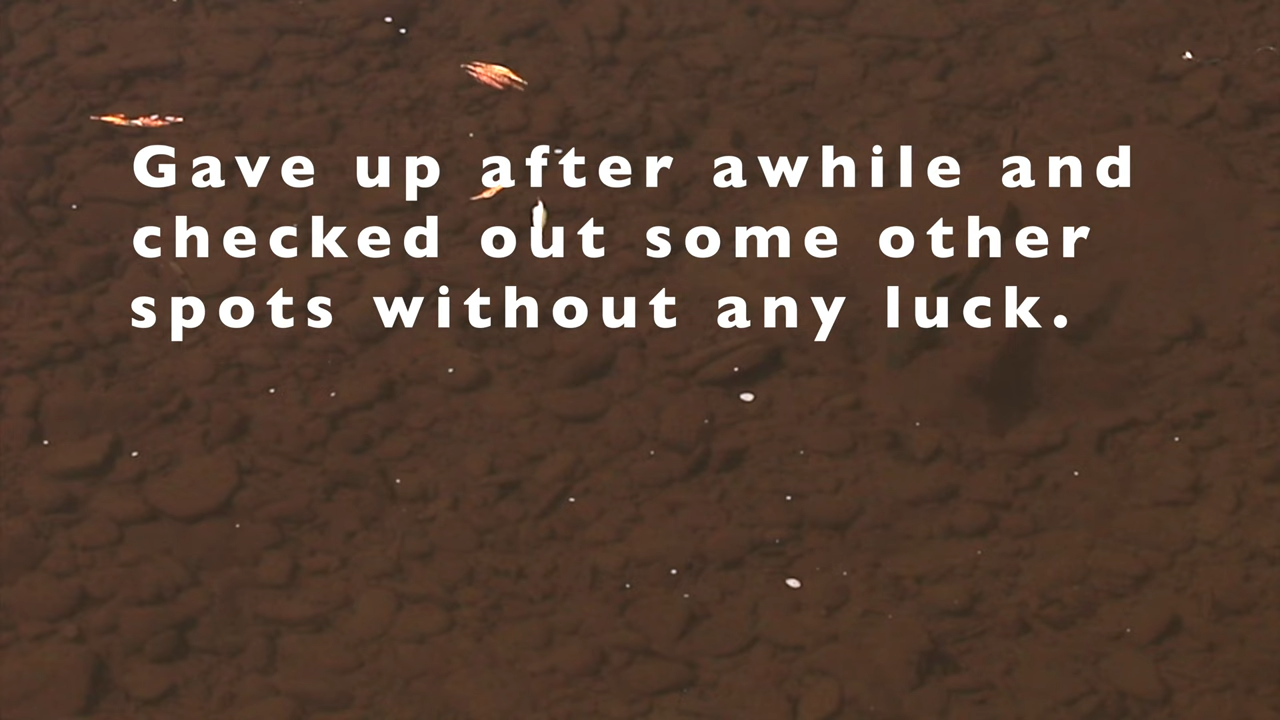 Gave up after awhile and
checked out some other
spots without any luck.